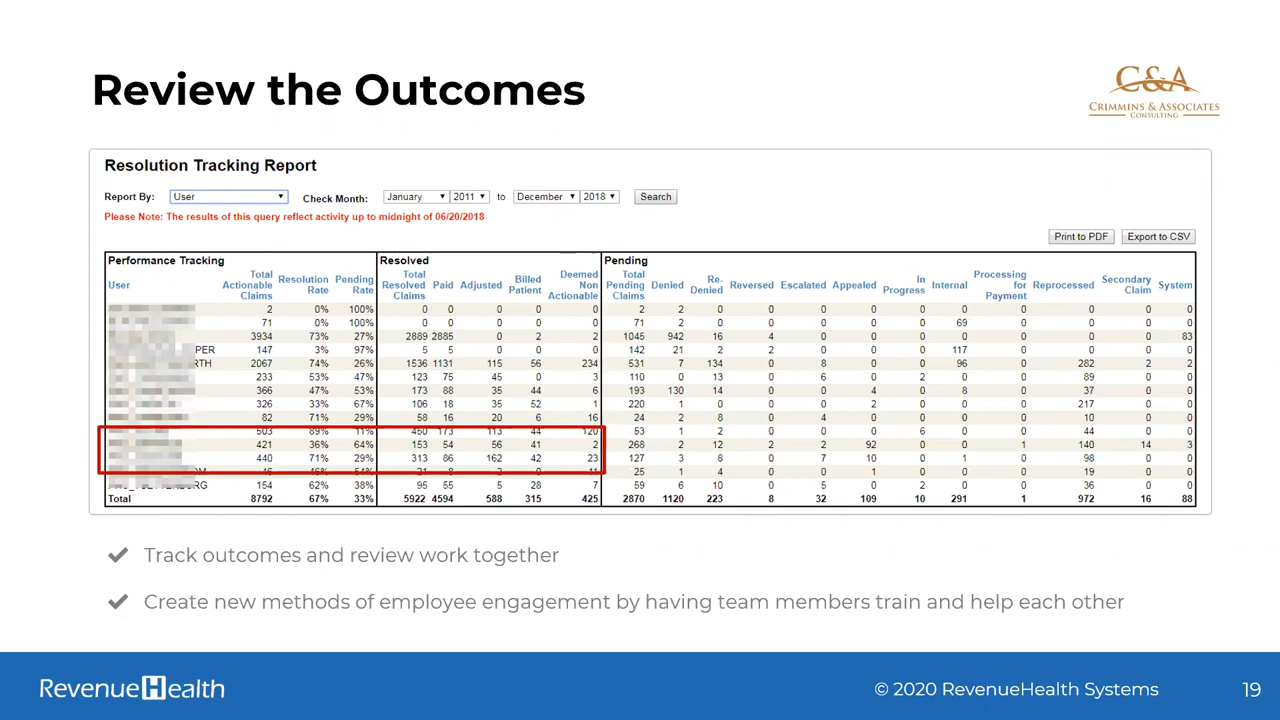 Review the Outcomes
C&A
CRIMMINS & ASSOCIATES
CONSULTING
Resolution Tracking Report
Report By: User Check Month: January 2011 to December 2018 Search
Please Note: The results of this query reflect activity up to midnight of 06/20/2018
Print to PDF Export to CSV
Performance Tracking Resolved Pending
User Total Actionable Claims Resolution Rate Pending Rate Total Resolved Claims Paid Adjusted Billed Patient Deemed Non Actionable Total Pending Claims Denied Re-Denied Reversed Escalated Appealed In Progress Internal Processing for Payment Reprocessed Secondary Claim System
2 0% 100% 0 0 0 0 0 2 2 0 0 0 0 0 0 0 0 0 0
71 0% 100% 0 0 0 0 0 71 2 0 0 0 0 0 69 0 0 0 0
3934 73% 27% 2889 2885 0 2 2 1045 942 16 4 0 0 0 0 0 0 0 83
PER 147 3% 97% 5 5 0 0 0 142 21 2 2 0 0 0 117 0 0 0 0
RTH 2067 74% 26% 1536 1131 115 56 234 531 7 134 0 8 0 0 96 0 282 2 2
233 53% 47% 123 75 45 0 3 110 0 13 0 6 0 2 0 0 89 0 0
366 47% 53% 173 88 35 44 6 193 130 14 0 0 4 0 8 0 37 0 0
326 33% 67% 106 18 35 52 1 220 1 0 0 0 2 0 0 0 217 0 0
82 71% 29% 58 16 20 6 16 24 2 8 0 4 0 0 0 0 10 0 0
503 89% 11% 450 173 113 44 120 53 1 2 0 0 0 6 0 0 44 0 0
421 36% 64% 153 54 56 41 2 268 2 12 2 2 92 0 0 1 140 14 3
440 71% 29% 313 86 162 42 23 127 3 8 0 7 10 0 1 0 98 0 0
46 46% 54% 21 8 2 0 11 25 1 4 0 0 1 0 0 0 19 0 0
154 62% 38% 95 55 5 28 7 59 6 10 0 5 0 2 0 0 36 0 0
Total 8792 67% 33% 5922 4594 588 315 425 2870 1120 223 8 32 109 10 291 1 972 16 88
Track outcomes and review work together
Create new methods of employee engagement by having team members train and help each other
RevenueHealth
© 2020 RevenueHealth Systems
19